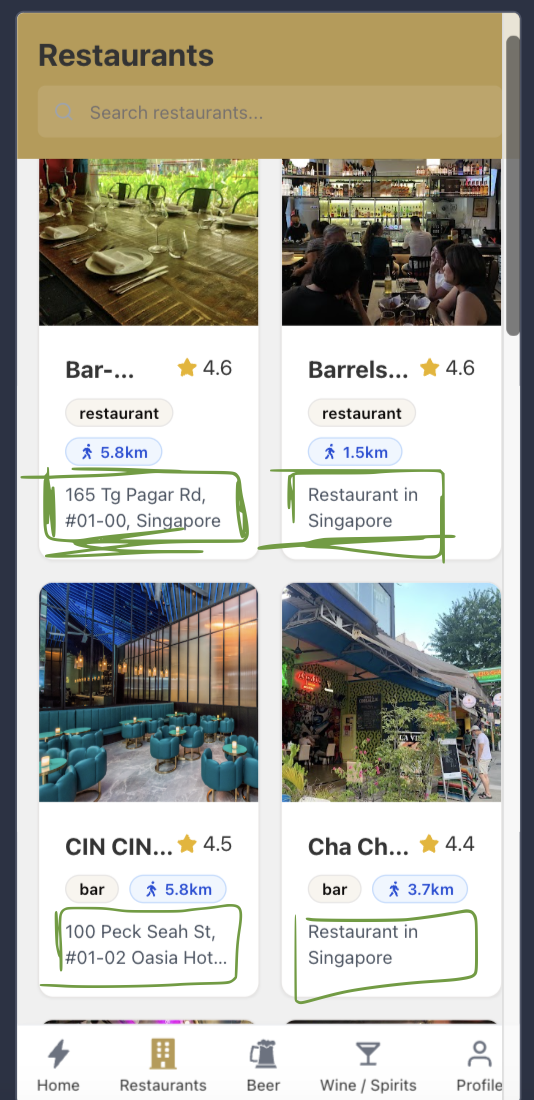 Restaurants
Search restaurants...
Bar-... 4.6
restaurant
5.8km
165 Tg Pagar Rd,
#01-00, Singapore
Barrels... 4.6
restaurant
1.5km
Restaurant in
Singapore
CIN CIN... 4.5
bar 5.8km
100 Peck Seah St,
#01-02 Oasia Hot...
Cha Ch... 4.4
bar 3.7km
Restaurant in
Singapore
Home Restaurants Beer Wine / Spirits Profile